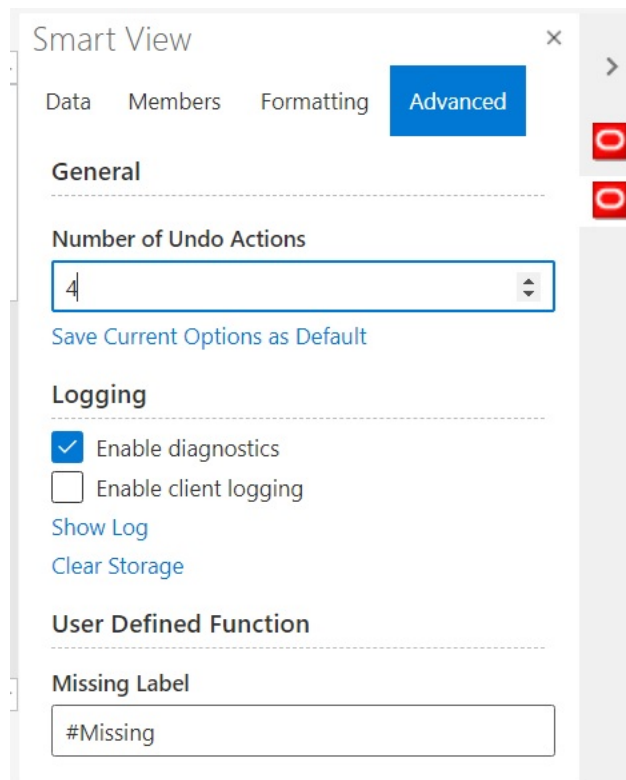 Smart View
Data Members Formatting Advanced
General
Number of Undo Actions
4
Save Current Options as Default
Logging
Enable diagnostics
Enable client logging
Show Log
Clear Storage
User Defined Function
Missing Label
#Missing